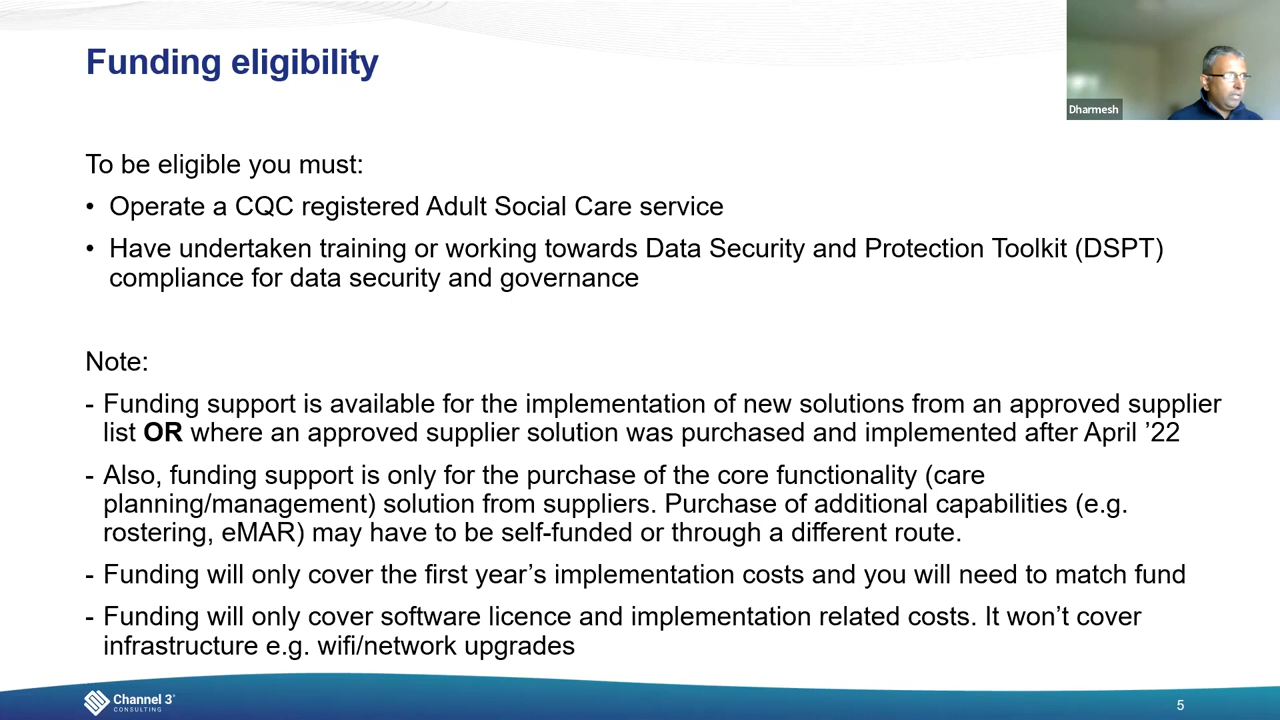 Funding eligibility
Dharmesh
To be eligible you must:
• Operate a CQC registered Adult Social Care service
• Have undertaken training or working towards Data Security and Protection Toolkit (DSPT)
compliance for data security and governance
Note:
- Funding support is available for the implementation of new solutions from an approved supplier
list OR where an approved supplier solution was purchased and implemented after April ’22
- Also, funding support is only for the purchase of the core functionality (care
planning/management) solution from suppliers. Purchase of additional capabilities (e.g.
rostering, eMAR) may have to be self-funded or through a different route.
- Funding will only cover the first year’s implementation costs and you will need to match fund
- Funding will only cover software licence and implementation related costs. It won’t cover
infrastructure e.g. wifi/network upgrades
Channel 3
CONSULTING
5